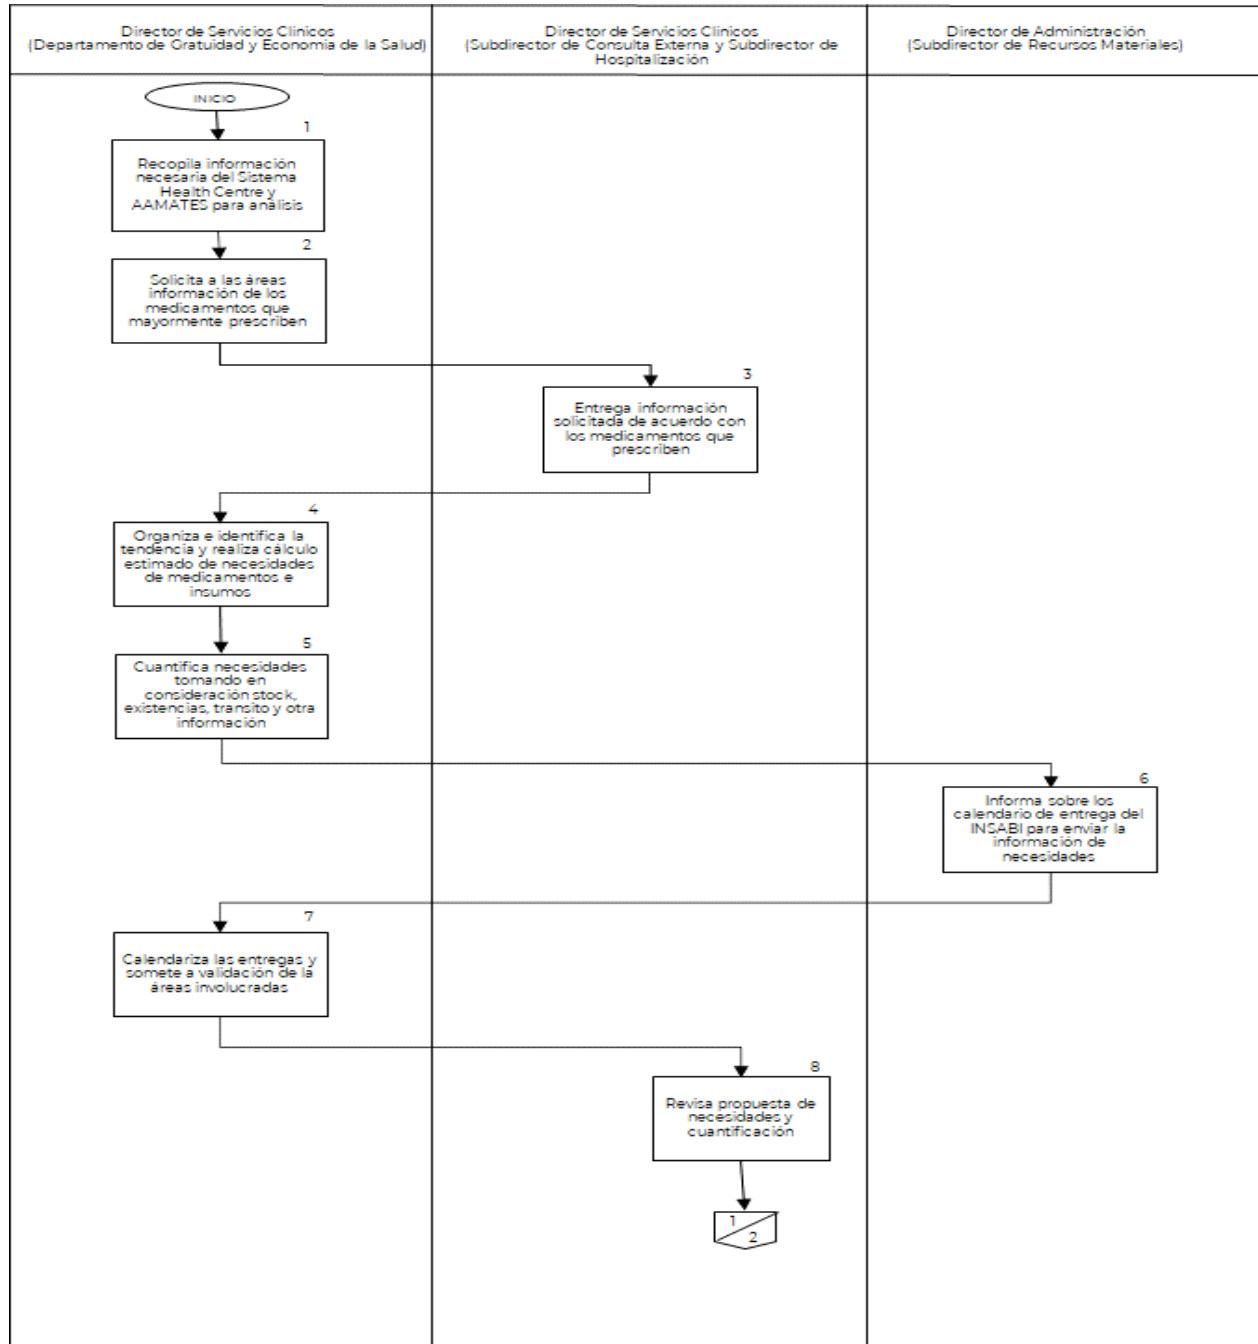 Director de Servicios Clínicos
(Departamento de Gratuidad y Economía de la Salud)
Director de Servicios Clínicos
(Subdirector de Consulta Externa y Subdirector de
Hospitalización
Director de Administración
(Subdirector de Recursos Materiales)
INICIO
1
Recopila información
necesaria del Sistema
Health Centre y
AAMATES para análisis
2
Solicita a las áreas
información de los
medicamentos que
mayormente prescriben
3
Entrega información
solicitada de acuerdo con
los medicamentos que
prescriben
4
Organiza e identifica la
tendencia y realiza cálculo
estimado de necesidades
de medicamentos e
insumos
5
Cuantifica necesidades
tomando en
consideración stock,
existencias, transito y otra
información
6
Informa sobre los
calendario de entrega del
INSABI para enviar la
información de
necesidades
7
Calendariza las entregas y
somete a validación de la
áreas involucradas
8
Revisa propuesta de
necesidades y
cuantificación
1
2